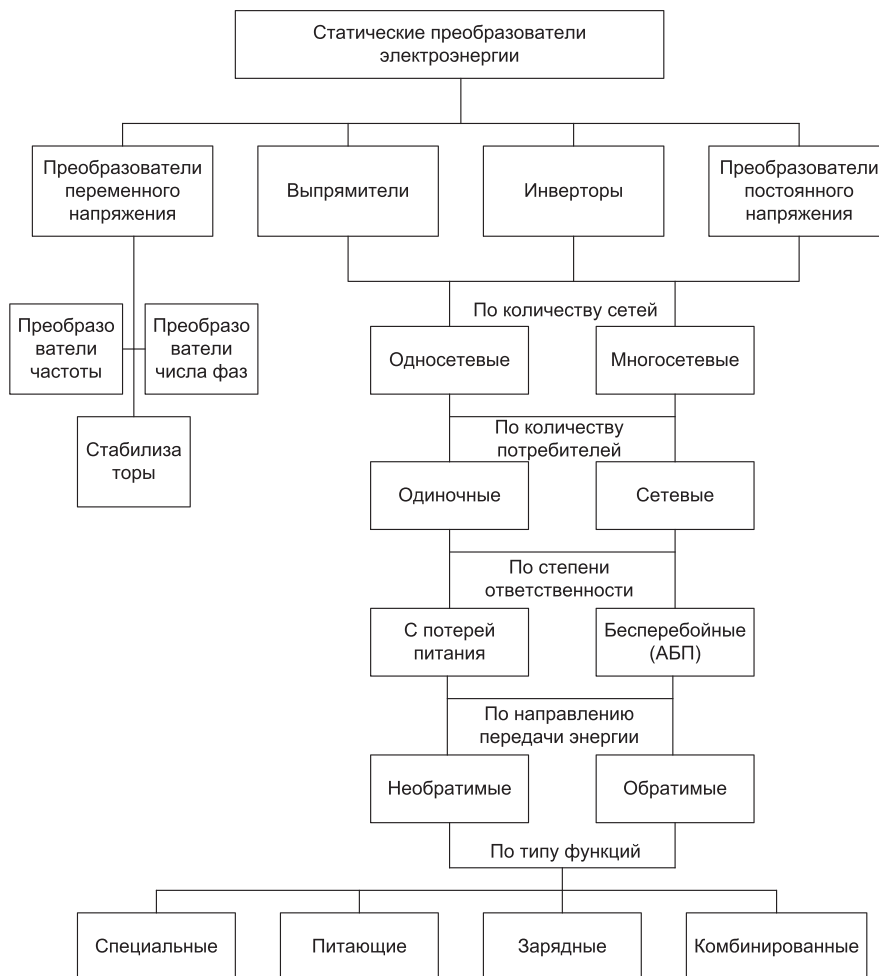 Статические преобразователи
электроэнергии
Преобразователи
переменного
напряжения
Выпрямители
Инверторы
Преобразователи
постоянного
напряжения
По количеству сетей
Преобразо
ватели
частоты
Преобразо
ватели
числа фаз
Односетевые
Многосетевые
По количеству
потребителей
Стабилиза
торы
Одиночные
Сетевые
По степени
ответственности
С потерей
питания
Бесперебойные
(АБП)
По направлению
передачи энергии
Необратимые
Обратимые
По типу функций
Специальные
Питающие
Зарядные
Комбинированные